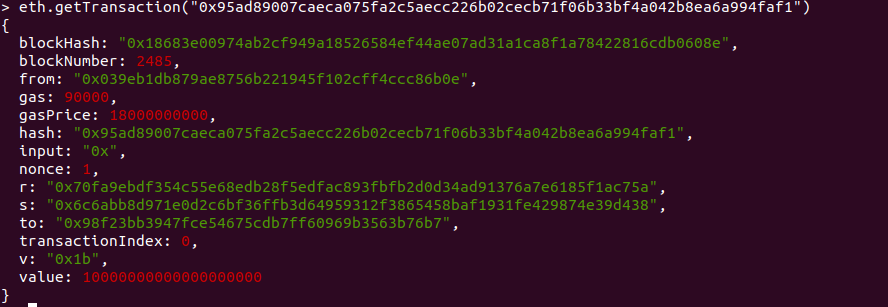 > eth.getTransaction("0x95ad89007caeca075fa2c5aecc226b02cecb71f06b33bf4a042b8ea6a994faf1")
{
  blockHash: "0x18683e00974ab2cf949a18526584ef44ae07ad31a1ca8f1a78422816cdb0608e",
  blockNumber: 2485,
  from: "0x039eb1db879ae8756b221945f102cff4ccc86b0e",
  gas: 90000,
  gasPrice: 18000000000,
  hash: "0x95ad89007caeca075fa2c5aecc226b02cecb71f06b33bf4a042b8ea6a994faf1",
  input: "0x",
  nonce: 1,
  r: "0x70fa9ebdf354c55e68edb28f5edfac893fbfb2d0d34ad91376a7e6185f1ac75a",
  s: "0x6c6abb8d971e0d2c6bf36ffb3d64959312f3865458baf1931fe429874e39d438",
  to: "0x98f23bb3947fce54675cdb7ff60969b3563b76b7",
  transactionIndex: 0,
  v: "0x1b",
  value: 10000000000000000000
}